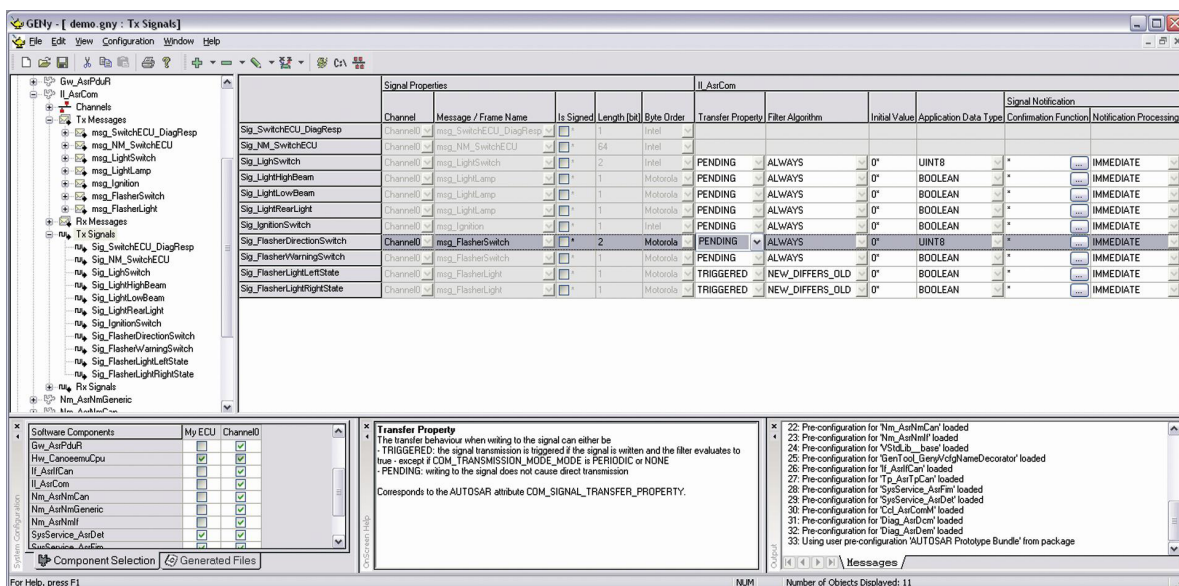 GENy - [ demo.gny : Tx Signals]
File Edit View Configuration Window Help
Gw_AsrPduR
Il_AsrCom
Channels
Tx Messages
msg_SwitchECU_DiagResp
msg_NM_SwitchECU
msg_LightSwitch
msg_LightLamp
msg_Ignition
msg_FlasherSwitch
msg_FlasherLight
Rx Messages
Tx Signals
Sig_SwitchECU_DiagResp
Sig_NM_SwitchECU
Sig_LighSwitch
Sig_LightHighBeam
Sig_LightLowBeam
Sig_LightRearLight
Sig_IgnitionSwitch
Sig_FlasherDirectionSwitch
Sig_FlasherWarningSwitch
Sig_FlasherLightLeftState
Sig_FlasherLightRightState
Rx Signals
Nm_AsrNmGeneric
Nm_AsrNmCan
Signal Properties Il_AsrCom
Signal Notification
Channel Message / Frame Name Is Signed Length [bit] Byte Order Transfer Property Filter Algorithm Initial Value Application Data Type Confirmation Function Notification Processing
Sig_SwitchECU_DiagResp Channel0 msg_SwitchECU_DiagResp * 1 Intel
Sig_NM_SwitchECU Channel0 msg_NM_SwitchECU * 64 Intel
Sig_LighSwitch Channel0 msg_LightSwitch * 2 Intel PENDING ALWAYS 0* UINT8 * ... IMMEDIATE
Sig_LightHighBeam Channel0 msg_LightLamp * 1 Motorola PENDING ALWAYS 0* BOOLEAN * ... IMMEDIATE
Sig_LightLowBeam Channel0 msg_LightLamp * 1 Motorola PENDING ALWAYS 0* BOOLEAN * ... IMMEDIATE
Sig_LightRearLight Channel0 msg_LightLamp * 1 Motorola PENDING ALWAYS 0* BOOLEAN * ... IMMEDIATE
Sig_IgnitionSwitch Channel0 msg_Ignition * 1 Intel PENDING ALWAYS 0* BOOLEAN * ... IMMEDIATE
Sig_FlasherDirectionSwitch Channel0 msg_FlasherSwitch * 2 Motorola PENDING ALWAYS 0* UINT8 * ... IMMEDIATE
Sig_FlasherWarningSwitch Channel0 msg_FlasherSwitch * 1 Motorola PENDING ALWAYS 0* BOOLEAN * ... IMMEDIATE
Sig_FlasherLightLeftState Channel0 msg_FlasherLight * 1 Motorola TRIGGERED NEW_DIFFERS_OLD 0* BOOLEAN * ... IMMEDIATE
Sig_FlasherLightRightState Channel0 msg_FlasherLight * 1 Motorola TRIGGERED NEW_DIFFERS_OLD 0* BOOLEAN * ... IMMEDIATE
System Configuration
Software Components My ECU Channel0
Gw_AsrPduR
Hw_CanoeemuCpu
If_AsrIfCan
Il_AsrCom
Nm_AsrNmCan
Nm_AsrNmGeneric
Nm_AsrNmIf
SysService_AsrDet
SysService_AsrFim
Component Selection Generated Files
OnScreen Help
Transfer Property
The transfer behaviour when writing to the signal can either be
- TRIGGERED: the signal transmission is triggered if the signal is written and the filter evaluates to
true - except if COM_TRANSMISSION_MODE_MODE is PERIODIC or NONE
- PENDING: writing to the signal does not cause direct transmission
Corresponds to the AUTOSAR attribute COM_SIGNAL_TRANSFER_PROPERTY.
Output
22: Pre-configuration for 'Nm_AsrNmCan' loaded
23: Pre-configuration for 'Nm_AsrNmIf' loaded
24: Pre-configuration for 'VStdLib__base' loaded
25: Pre-configuration for 'GenTool_GenyVcfgNameDecorator' loaded
26: Pre-configuration for 'If_AsrIfCan' loaded
27: Pre-configuration for 'Tp_AsrTpCan' loaded
28: Pre-configuration for 'SysService_AsrFim' loaded
29: Pre-configuration for 'SysService_AsrDet' loaded
30: Pre-configuration for 'Ccl_AsrComM' loaded
31: Pre-configuration for 'Diag_AsrDcm' loaded
32: Pre-configuration for 'Diag_AsrDem' loaded
33: Using user pre-configuration 'AUTOSAR Prototype Bundle' from package
Messages
For Help, press F1 NUM Number of Objects Displayed: 11